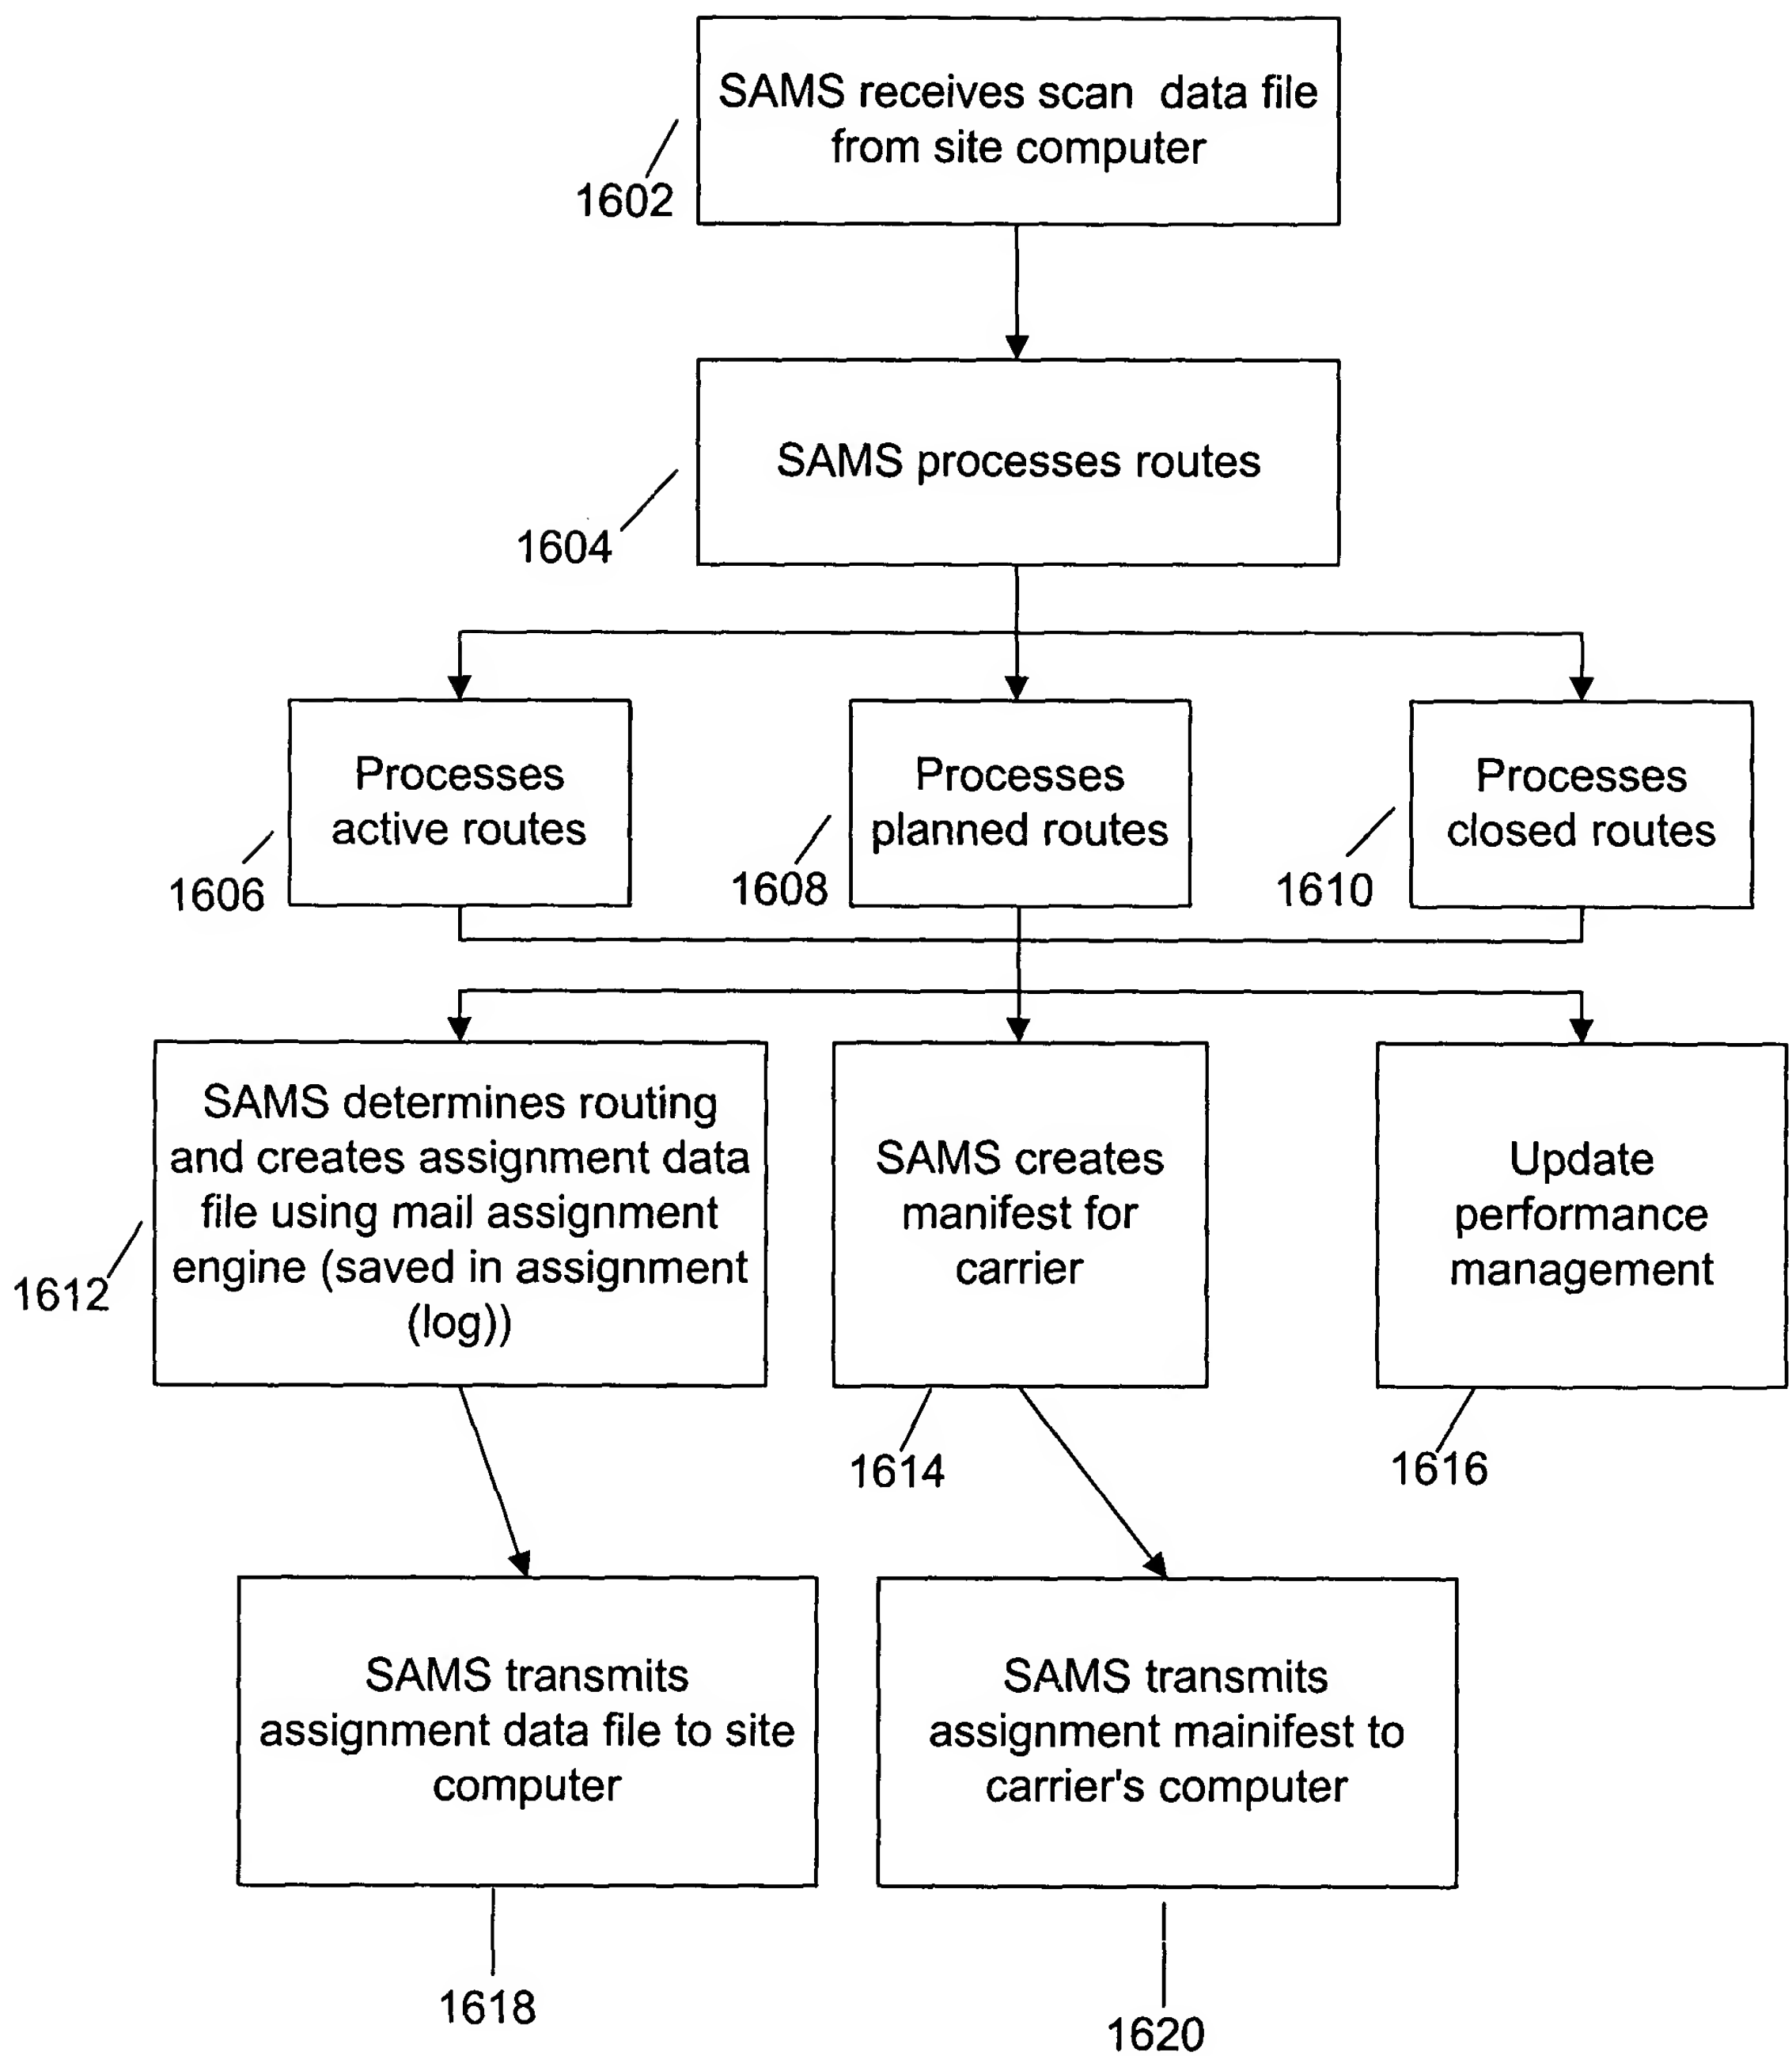 SAMS receives scan data file
from site computer
1602
SAMS processes routes
1604
Processes
active routes
1606
Processes
planned routes
1608
Processes
closed routes
1610
SAMS determines routing
and creates assignment data
file using mail assignment
engine (saved in assignment
(log))
1612
SAMS creates
manifest for
carrier
1614
Update
performance
management
1616
SAMS transmits
assignment data file to site
computer
1618
SAMS transmits
assignment mainifest to
carrier's computer
1620